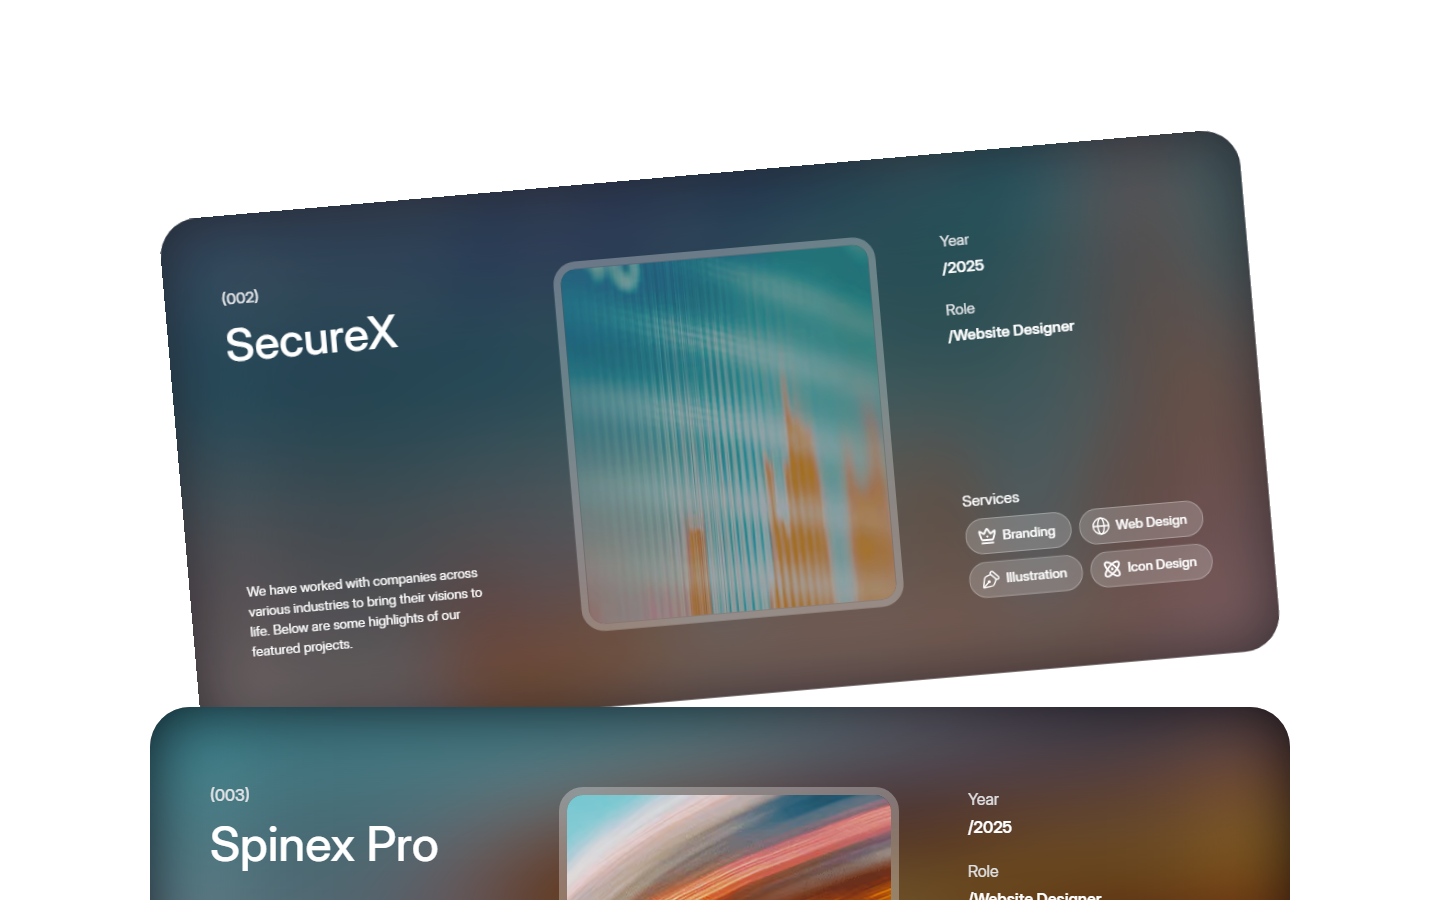 (002)
SecureX
We have worked with companies across
various industries to bring their visions to
life. Below are some highlights of our
featured projects.
Year
/2025
Role
/Website Designer
Services
Branding
Web Design
Illustration
Icon Design
(003)
Spinex Pro
Year
/2025
Role
/Website Designer